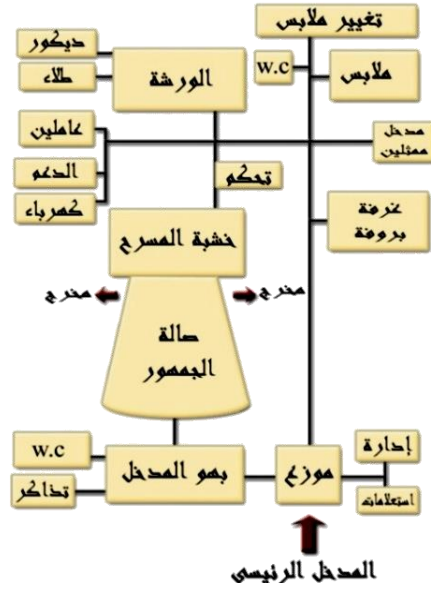 تغيير ملابس
ديكور
الورشة
w.c
ملابس
طلاء
عاملين
مدخل
ممثلين
الدعم
تحكم
كهرباء
غرفة
بروفة
خشبة المسرح
مخرج
مخرج
صالة
الجمهور
w.c
بهو المدخل
موزع
إدارة
تذاكر
استعلامات
المدخل الرئيسى